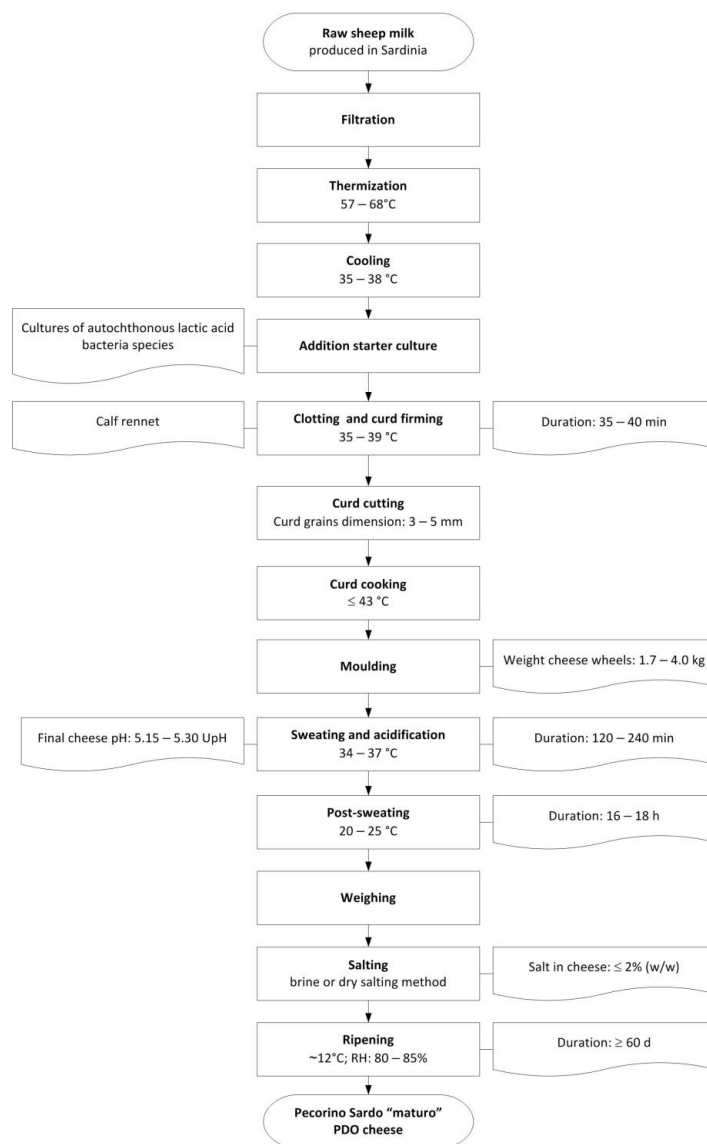 Raw sheep milk
produced in Sardinia
Filtration
Thermization
57 – 68°C
Cooling
35 – 38 °C
Cultures of autochthonous lactic acid
bacteria species
Addition starter culture
Calf rennet
Clotting and curd firming
35 – 39 °C
Duration: 35 – 40 min
Curd cutting
Curd grains dimension: 3 – 5 mm
Curd cooking
≤ 43 °C
Moulding
Weight cheese wheels: 1.7 – 4.0 kg
Final cheese pH: 5.15 – 5.30 UpH
Sweating and acidification
34 – 37 °C
Duration: 120 – 240 min
Post-sweating
20 – 25 °C
Duration: 16 – 18 h
Weighing
Salting
brine or dry salting method
Salt in cheese: ≤ 2% (w/w)
Ripening
~12°C; RH: 80 – 85%
Duration: ≥ 60 d
Pecorino Sardo “maturo”
PDO cheese